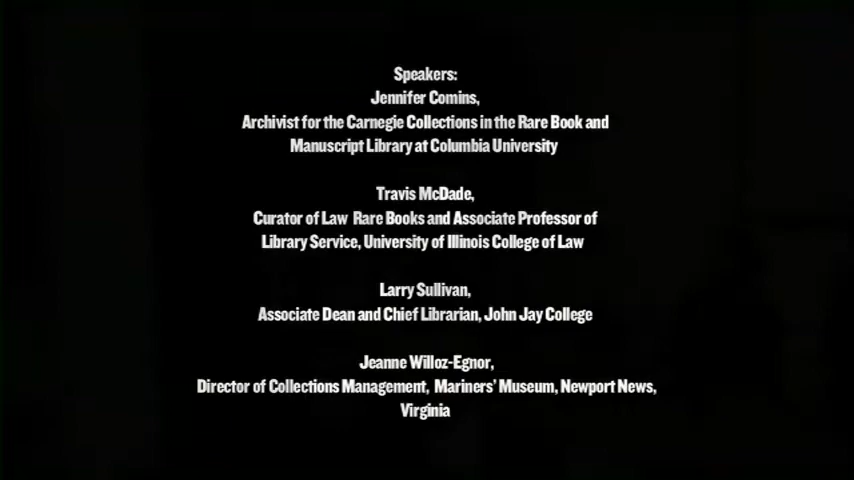 Speakers:
Jennifer Comins,
Archivist for the Carnegie Collections in the Rare Book and
Manuscript Library at Columbia University
Travis McDade,
Curator of Law Rare Books and Associate Professor of
Library Service, University of Illinois College of Law
Larry Sullivan,
Associate Dean and Chief Librarian, John Jay College
Jeanne Willoz-Egnor,
Director of Collections Management, Mariners' Museum, Newport News,
Virginia